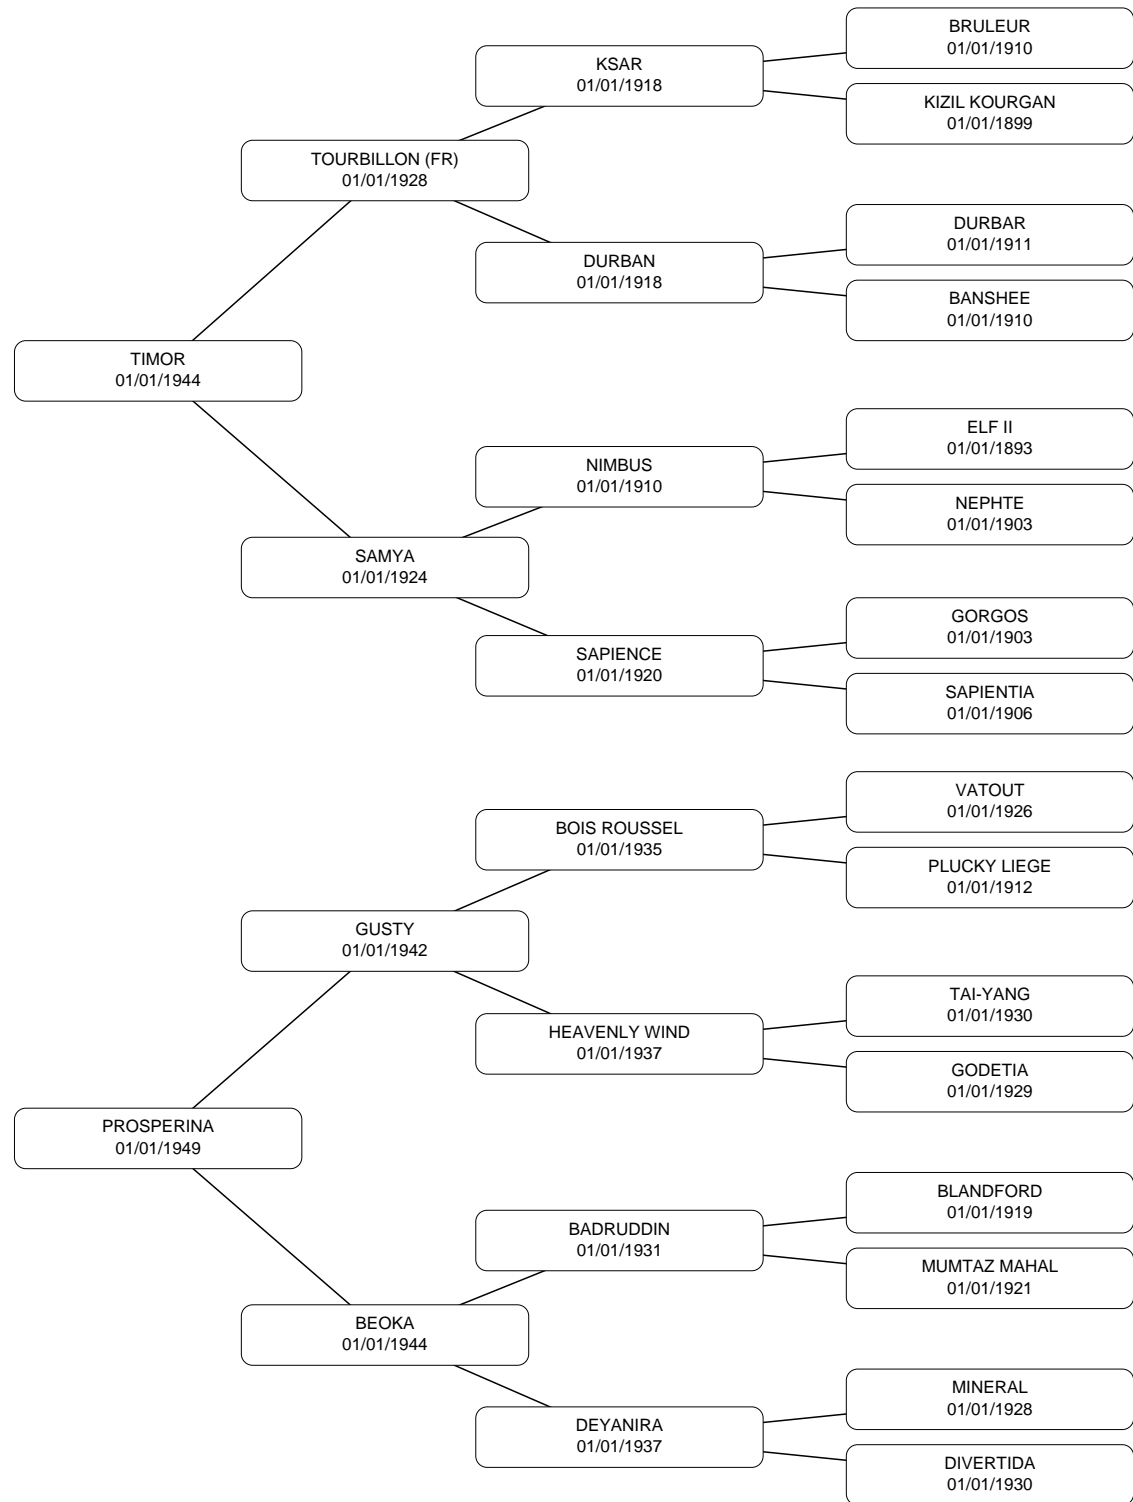 BRULEUR
01/01/1910
KSAR
01/01/1918
KIZIL KOURGAN
01/01/1899
TOURBILLON (FR)
01/01/1928
DURBAR
01/01/1911
DURBAN
01/01/1918
BANSHEE
01/01/1910
TIMOR
01/01/1944
ELF II
01/01/1893
NIMBUS
01/01/1910
NEPHTE
01/01/1903
SAMYA
01/01/1924
GORGOS
01/01/1903
SAPIENCE
01/01/1920
SAPIENTIA
01/01/1906
VATOUT
01/01/1926
BOIS ROUSSEL
01/01/1935
PLUCKY LIEGE
01/01/1912
GUSTY
01/01/1942
TAI-YANG
01/01/1930
HEAVENLY WIND
01/01/1937
GODETIA
01/01/1929
PROSPERINA
01/01/1949
BLANDFORD
01/01/1919
BADRUDDIN
01/01/1931
MUMTAZ MAHAL
01/01/1921
BEOKA
01/01/1944
MINERAL
01/01/1928
DEYANIRA
01/01/1937
DIVERTIDA
01/01/1930